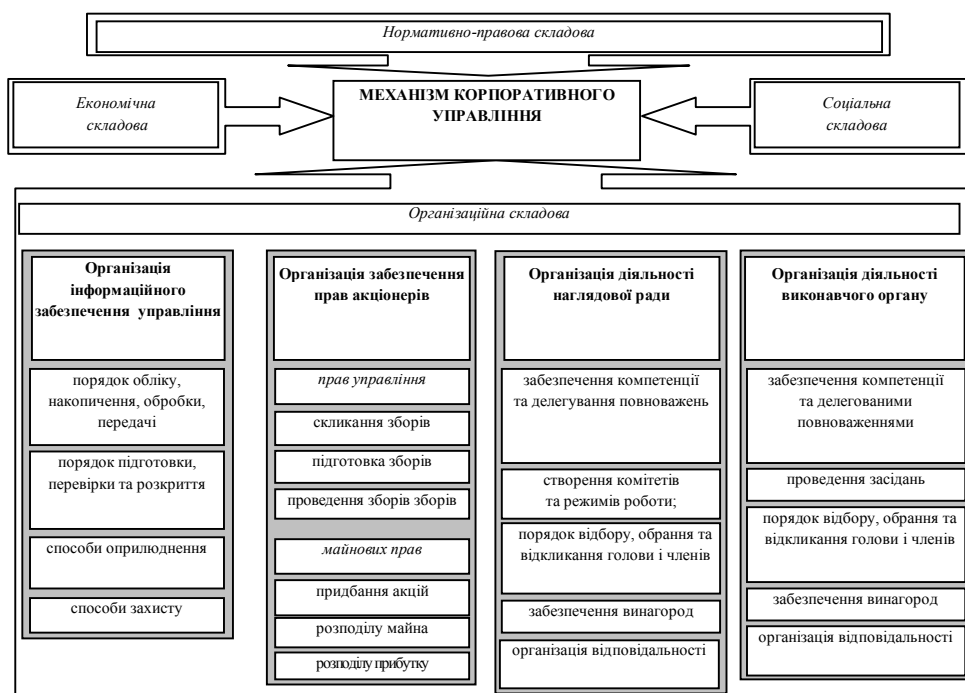 Нормативно-правова складова
Економічна
складова
МЕХАНІЗМ КОРПОРАТИВНОГО
УПРАВЛІННЯ
Соціальна
складова
Організаційна складова
Організація
інформаційного
забезпечення управління
порядок обліку,
накопичення, обробки,
передачі
порядок підготовки,
перевірки та розкриття
способи оприлюднення
способи захисту
Організація забезпечення
прав акціонерів
прав управління
скликання зборів
підготовка зборів
проведення зборів зборів
майнових прав
придбання акцій
розподілу майна
розподілу прибутку
Організація діяльності
наглядової ради
забезпечення компетенції
та делегування повноважень
створення комітетів
та режимів роботи;
порядок відбору, обрання та
відкликання голови і членів
забезпечення винагород
організація відповідальності
Організація діяльності
виконавчого органу
забезпечення компетенції
та делегованими
повноваженнями
проведення засідань
порядок відбору, обрання та
відкликання голови і членів
забезпечення винагород
організація відповідальності